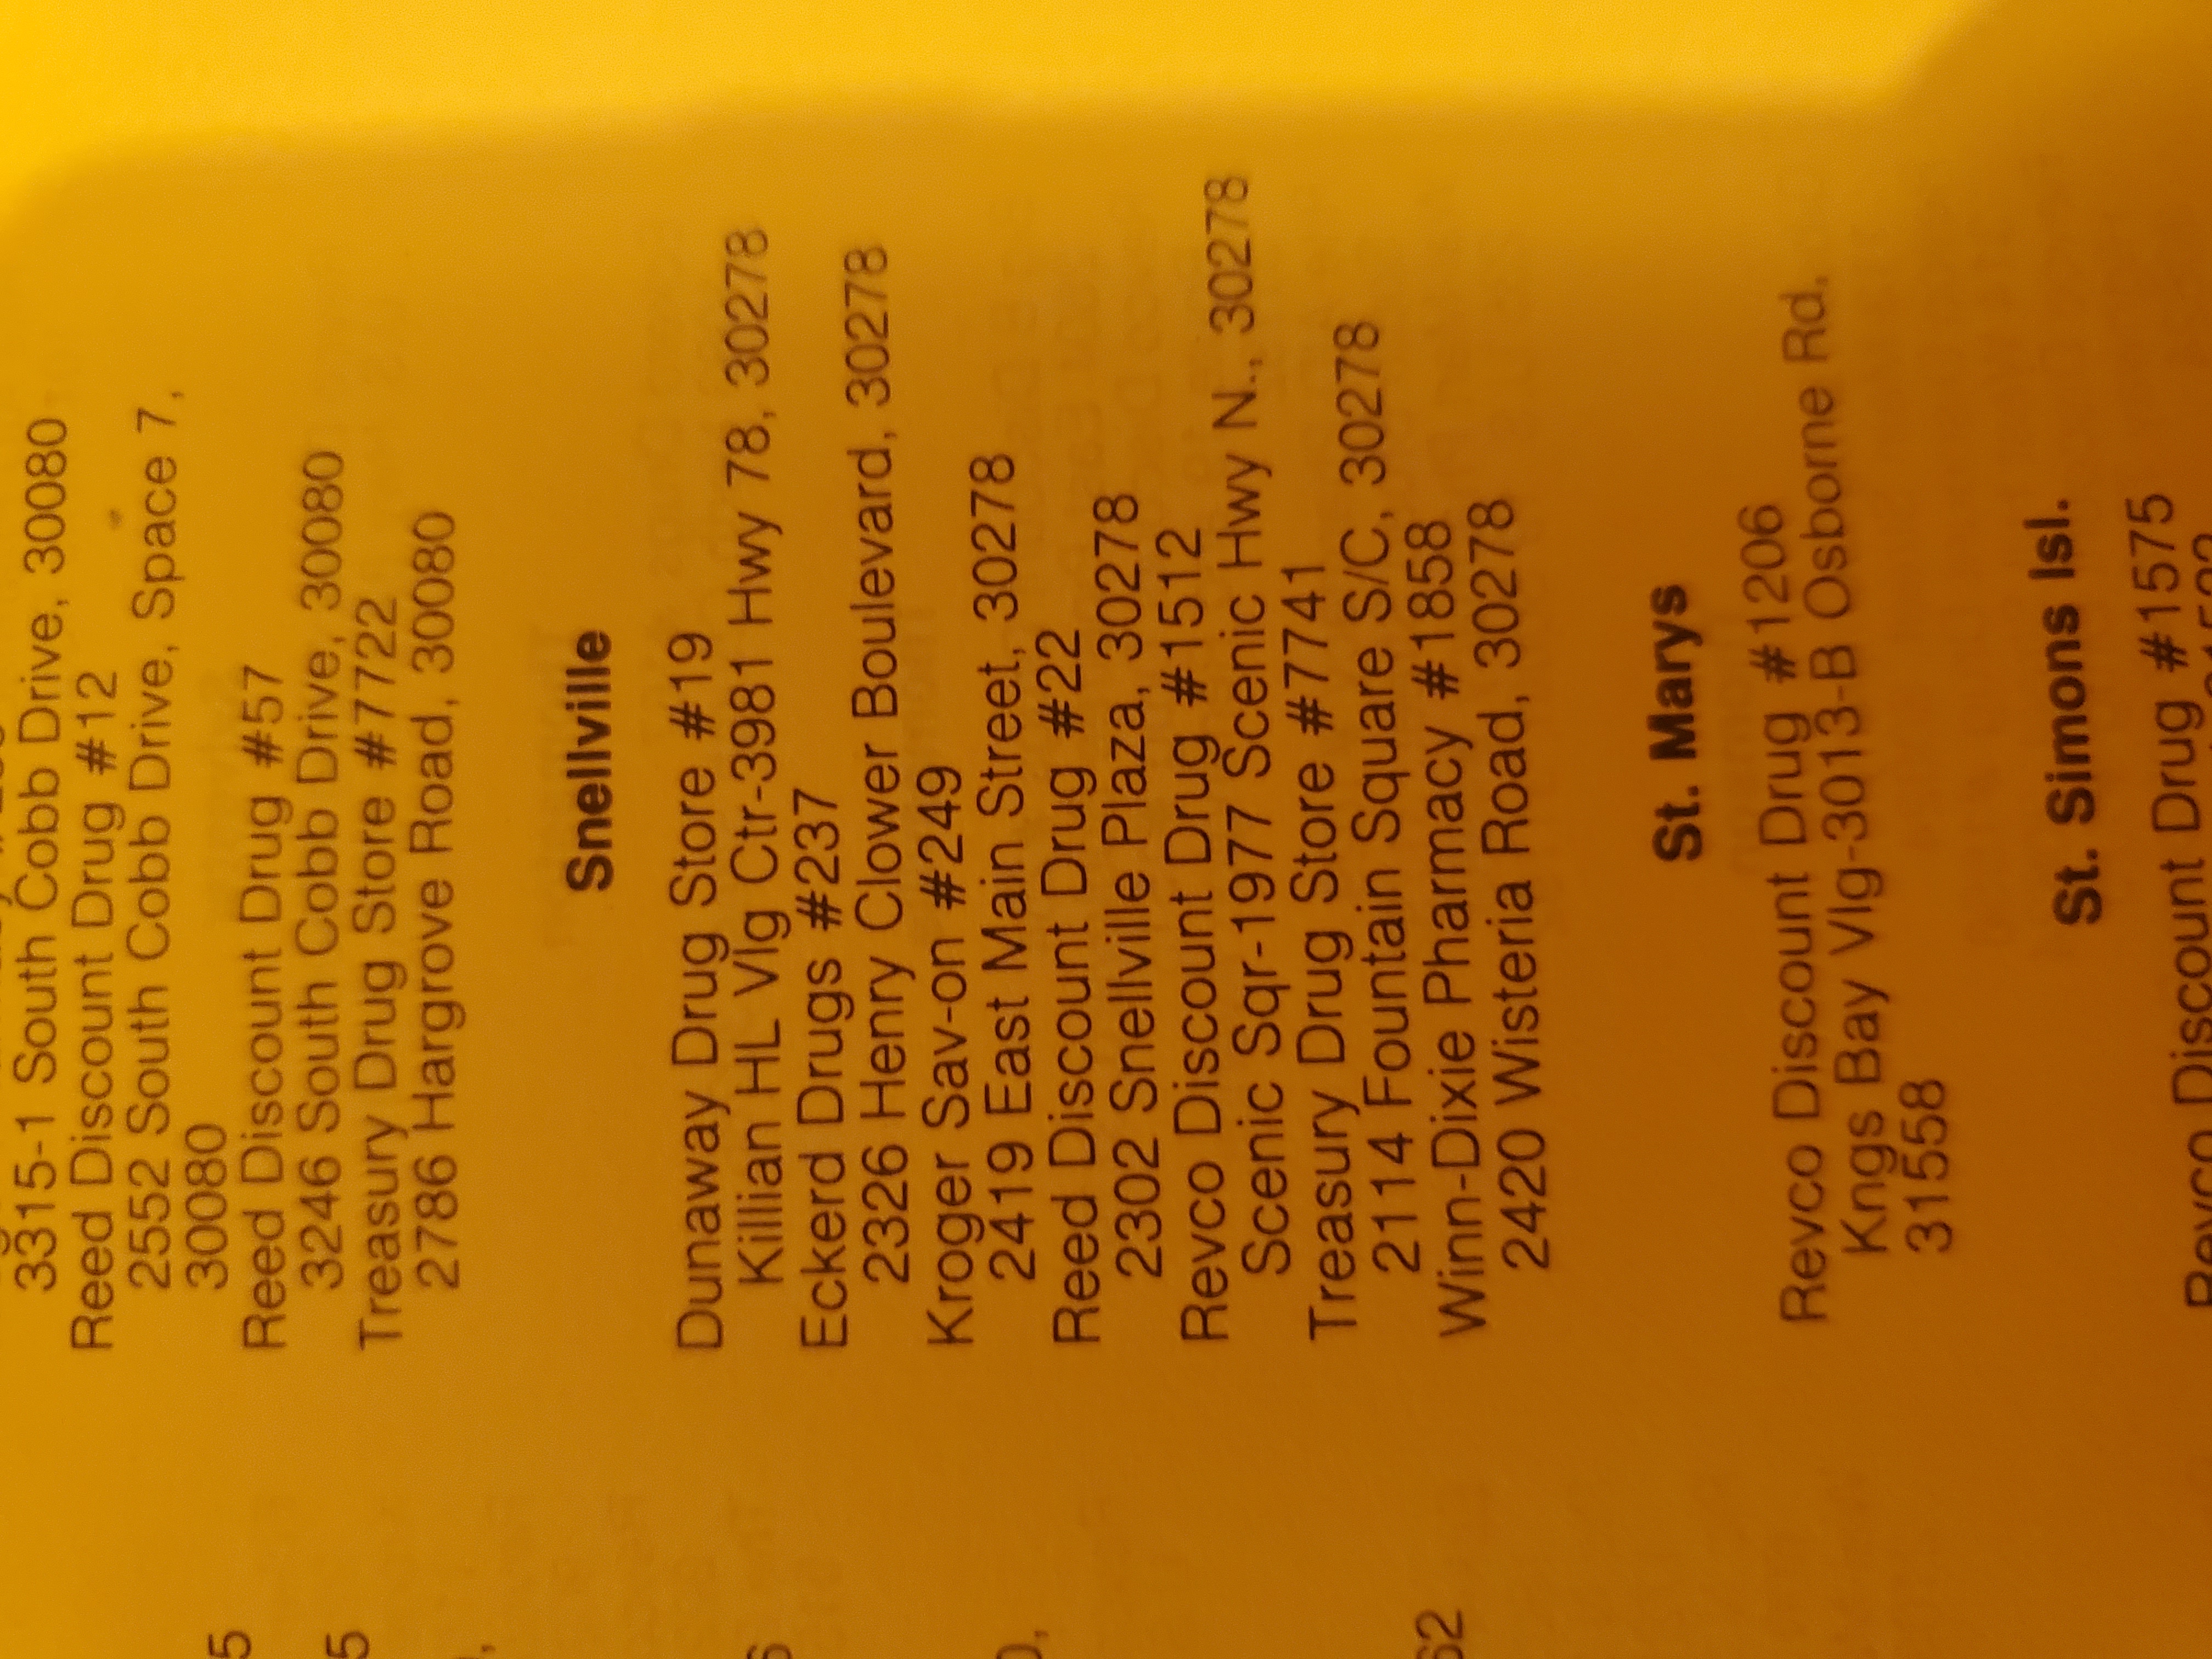 3315-1 South Cobb Drive, 30080
Reed Discount Drug #12
2552 South Cobb Drive, Space 7,
30080
Reed Discount Drug #57
3246 South Cobb Drive, 30080
Treasury Drug Store #7722
2786 Hargrove Road, 30080
Snellville
Dunaway Drug Store #19
Killian HL Vlg Ctr-3981 Hwy 78, 30278
Eckerd Drugs #237
2326 Henry Clower Boulevard, 30278
Kroger Sav-on #249
2419 East Main Street, 30278
Reed Discount Drug #22
2302 Snellville Plaza, 30278
Revco Discount Drug #1512
Scenic Sqr-1977 Scenic Hwy N., 30278
Treasury Drug Store #7741
2114 Fountain Square S/C, 30278
Winn-Dixie Pharmacy #1858
2420 Wisteria Road, 30278
St. Marys
Revco Discount Drug #1206
Kngs Bay Vlg-3013-B Osborne Rd,
31558
St. Simons Isl.
Revco Discount Drug #1575